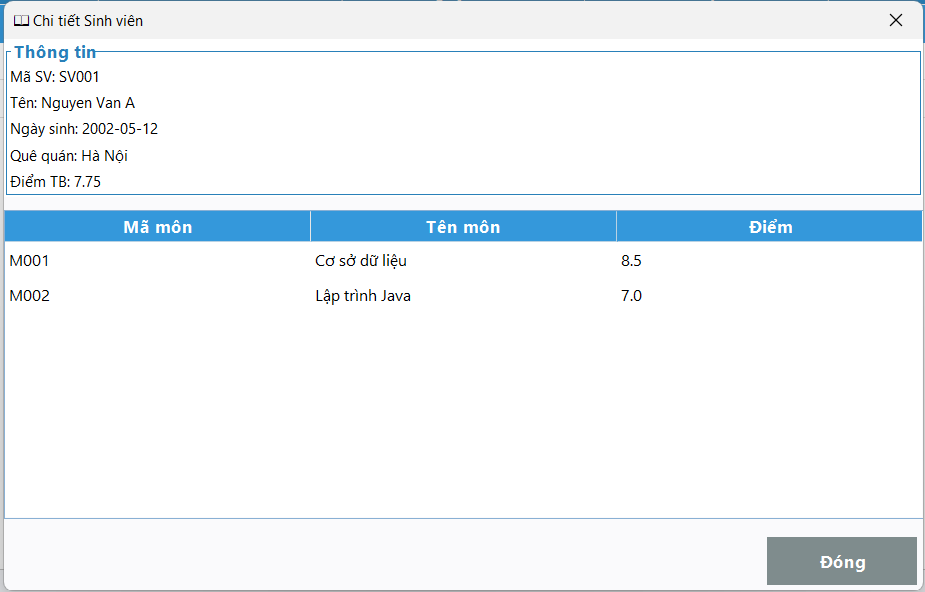 Chi tiết Sinh viên
Thông tin
Mã SV: SV001
Tên: Nguyen Van A
Ngày sinh: 2002-05-12
Quê quán: Hà Nội
Điểm TB: 7.75
Mã môn Tên môn Điểm
M001 Cơ sở dữ liệu 8.5
M002 Lập trình Java 7.0
Đóng